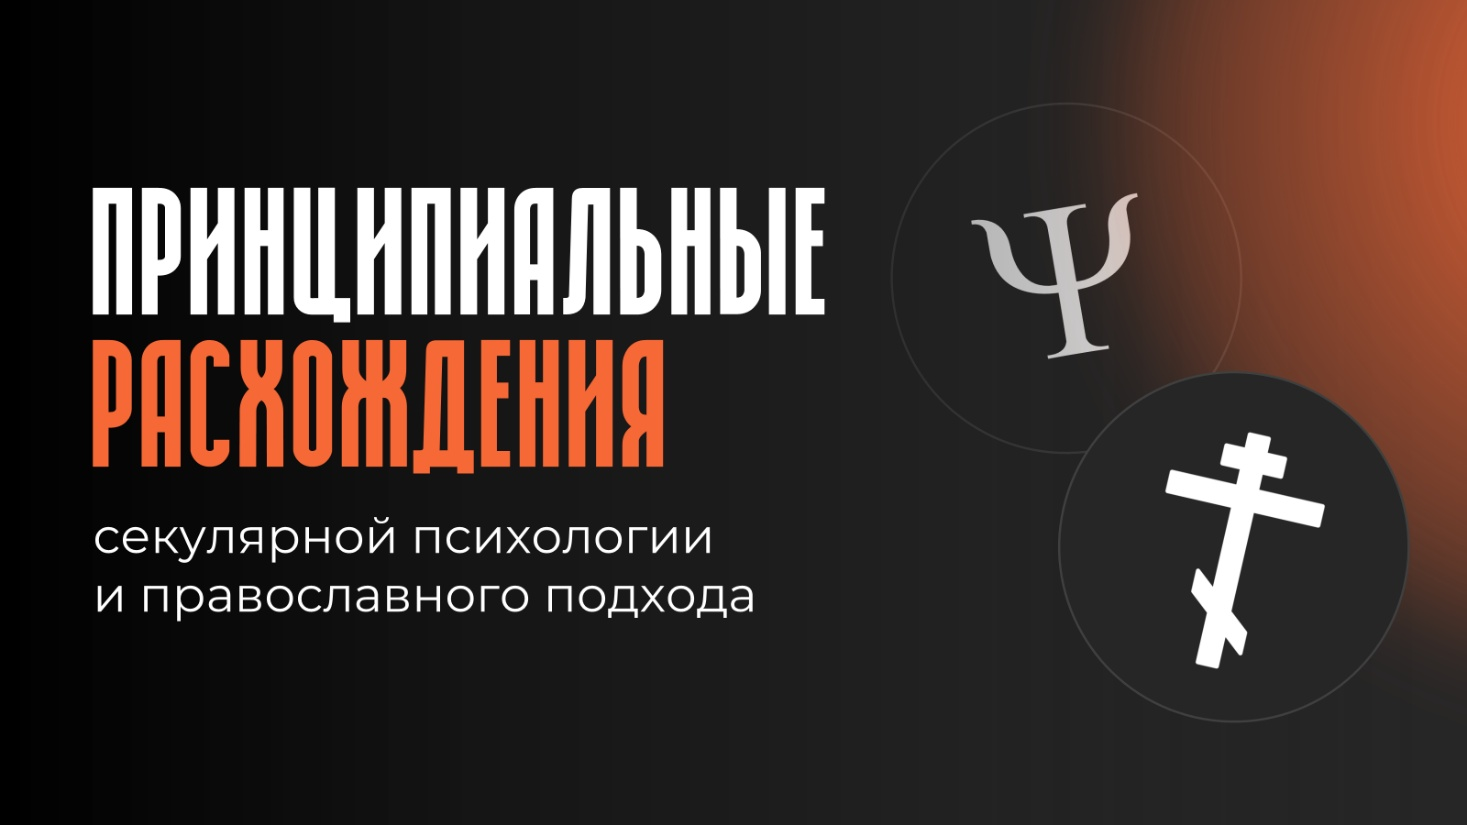 ПРИНЦИПИАЛЬНЫЕ
РАСХОЖДЕНИЯ
секулярной психологии
и православного подхода
Ψ